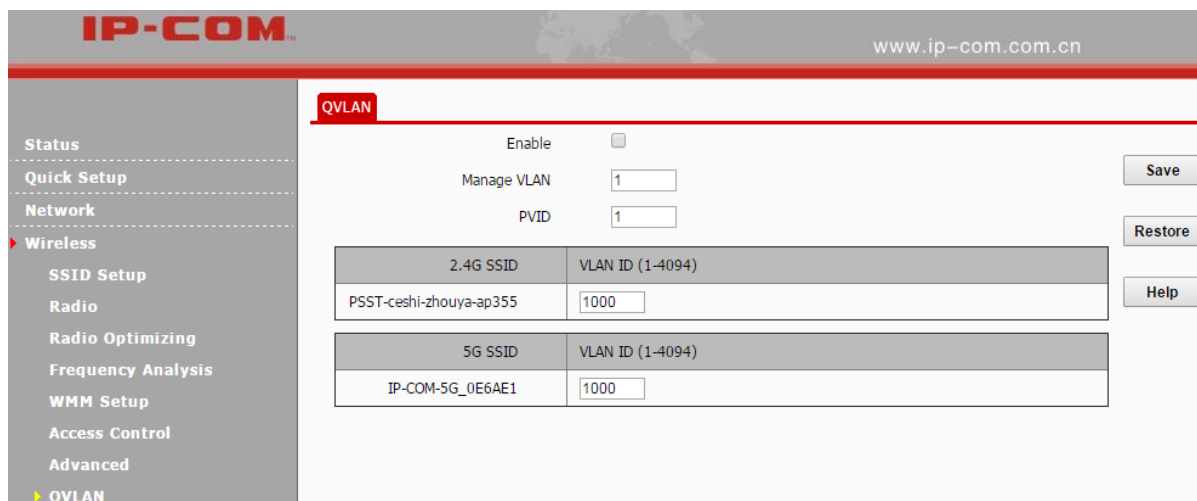 IP-COM™
www.ip-com.com.cn
Status
Quick Setup
Network
Wireless
SSID Setup
Radio
Radio Optimizing
Frequency Analysis
WMM Setup
Access Control
Advanced
QVLAN
QVLAN
Enable
Manage VLAN 1
PVID 1
2.4G SSID VLAN ID (1-4094)
PSST-ceshi-zhouya-ap355 1000
5G SSID VLAN ID (1-4094)
IP-COM-5G_0E6AE1 1000
Save
Restore
Help